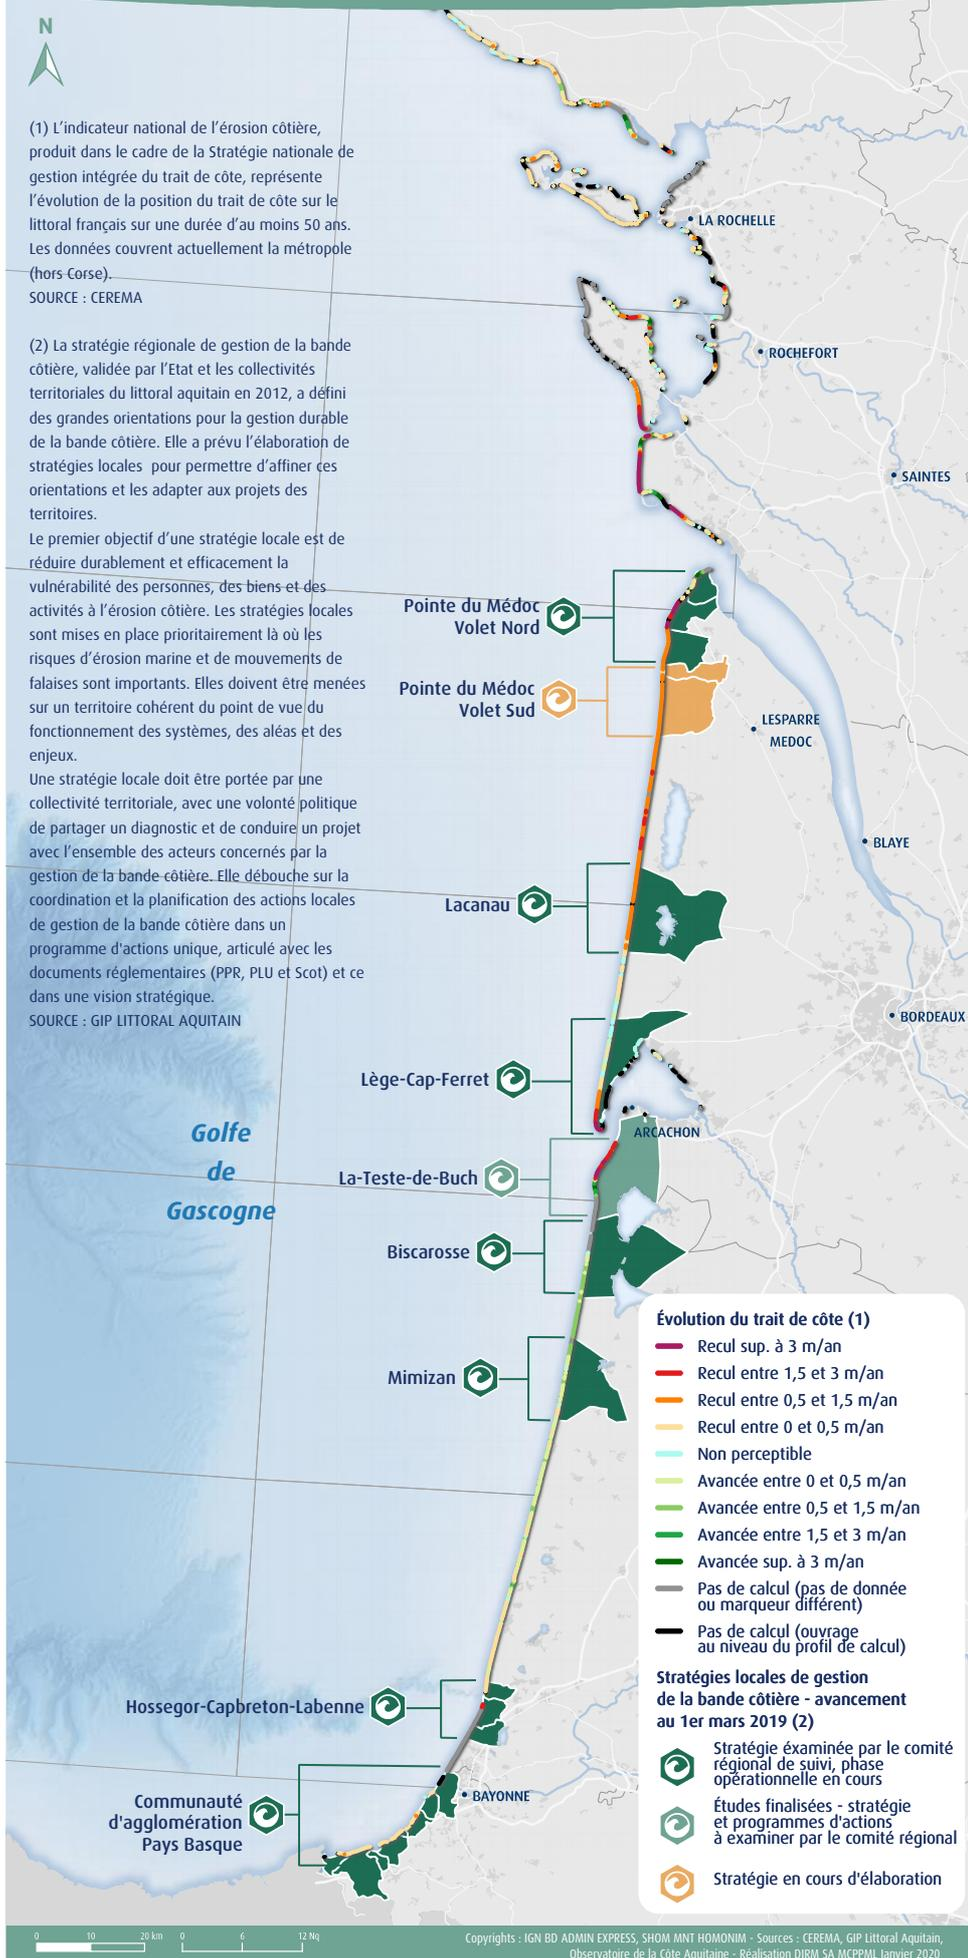 N
(1) L’indicateur national de l’érosion côtière,
produit dans le cadre de la Stratégie nationale de
gestion intégrée du trait de côte, représente
l’évolution de la position du trait de côte sur le
littoral français sur une durée d’au moins 50 ans.
Les données couvrent actuellement la métropole
(hors Corse).
SOURCE : CEREMA
(2) La stratégie régionale de gestion de la bande
côtière, validée par l’Etat et les collectivités
territoriales du littoral aquitain en 2012, a défini
des grandes orientations pour la gestion durable
de la bande côtière. Elle a prévu l’élaboration de
stratégies locales pour permettre d’affiner ces
orientations et les adapter aux projets des
territoires.
Le premier objectif d’une stratégie locale est de
réduire durablement et efficacement la
vulnérabilité des personnes, des biens et des
activités à l’érosion côtière. Les stratégies locales
sont mises en place prioritairement là où les
risques d’érosion marine et de mouvements de
falaises sont importants. Elles doivent être menées
sur un territoire cohérent du point de vue du
fonctionnement des systèmes, des aléas et des
enjeux.
Une stratégie locale doit être portée par une
collectivité territoriale, avec une volonté politique
de partager un diagnostic et de conduire un projet
avec l’ensemble des acteurs concernés par la
gestion de la bande côtière. Elle débouche sur la
coordination et la planification des actions locales
de gestion de la bande côtière dans un
programme d'actions unique, articulé avec les
documents réglementaires (PPR, PLU et Scot) et ce
dans une vision stratégique.
SOURCE : GIP LITTORAL AQUITAIN
LA ROCHELLE
ROCHEFORT
SAINTES
Pointe du Médoc
Volet Nord
Pointe du Médoc
Volet Sud
LESPARRE
MEDOC
BLAYE
Lacanau
BORDEAUX
Lège-Cap-Ferret
ARCACHON
Golfe
de
Gascogne
La-Teste-de-Buch
Biscarosse
Mimizan
Hossegor-Capbreton-Labenne
BAYONNE
Communauté
d'agglomération
Pays Basque
Évolution du trait de côte (1)
Recul sup. à 3 m/an
Recul entre 1,5 et 3 m/an
Recul entre 0,5 et 1,5 m/an
Recul entre 0 et 0,5 m/an
Non perceptible
Avancée entre 0 et 0,5 m/an
Avancée entre 0,5 et 1,5 m/an
Avancée entre 1,5 et 3 m/an
Avancée sup. à 3 m/an
Pas de calcul (pas de donnée
ou marqueur différent)
Pas de calcul (ouvrage
au niveau du profil de calcul)
Stratégies locales de gestion
de la bande côtière - avancement
au 1er mars 2019 (2)
Stratégie éxaminée par le comité
régional de suivi, phase
opérationnelle en cours
Études finalisées - stratégie
et programmes d'actions
à examiner par le comité régional
Stratégie en cours d'élaboration
0 10 20 km 0 6 12 Nq
Copyrights : IGN BD ADMIN EXPRESS, SHOM MNT HOMONIM - Sources : CEREMA, GIP Littoral Aquitain,
Observatoire de la Côte Aquitaine - Réalisation DIRM SA MCPPML Janvier 2020